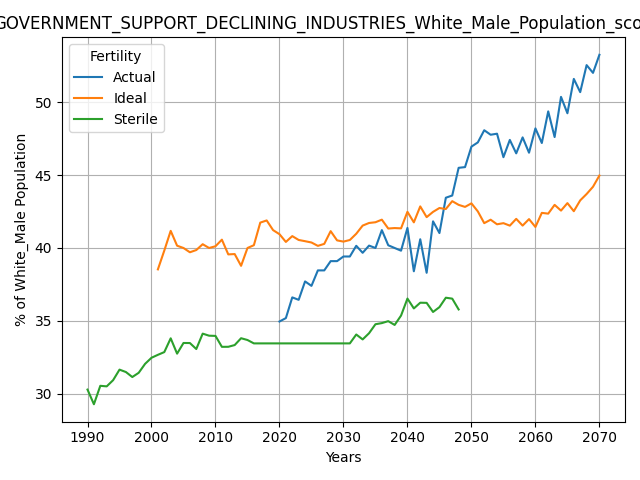 GOVERNMENT_SUPPORT_DECLINING_INDUSTRIES_White_Male_Population_sco
Fertility
Actual
Ideal
Sterile
% of White_Male Population
50
45
40
35
30
1990 2000 2010 2020 2030 2040 2050 2060 2070
Years